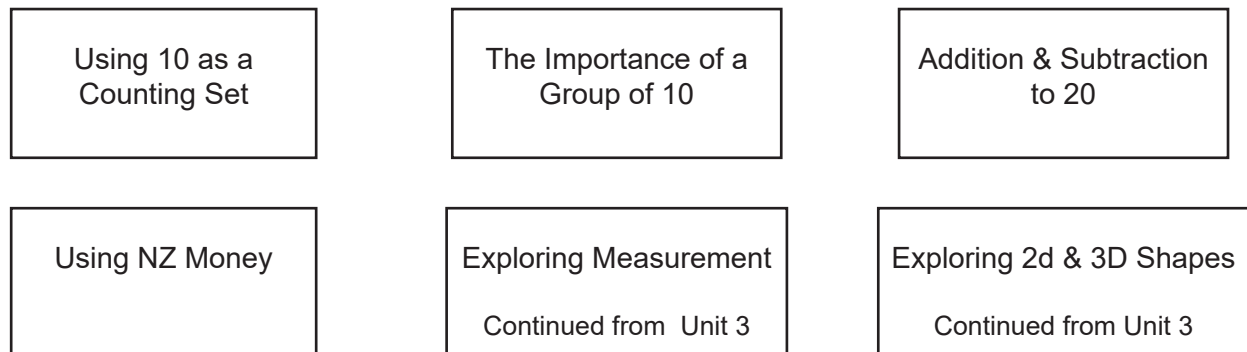 Using 10 as a
Counting Set
The Importance of a
Group of 10
Addition & Subtraction
to 20
Using NZ Money
Exploring Measurement
Continued from  Unit 3
Exploring 2d & 3D Shapes
Continued from Unit 3